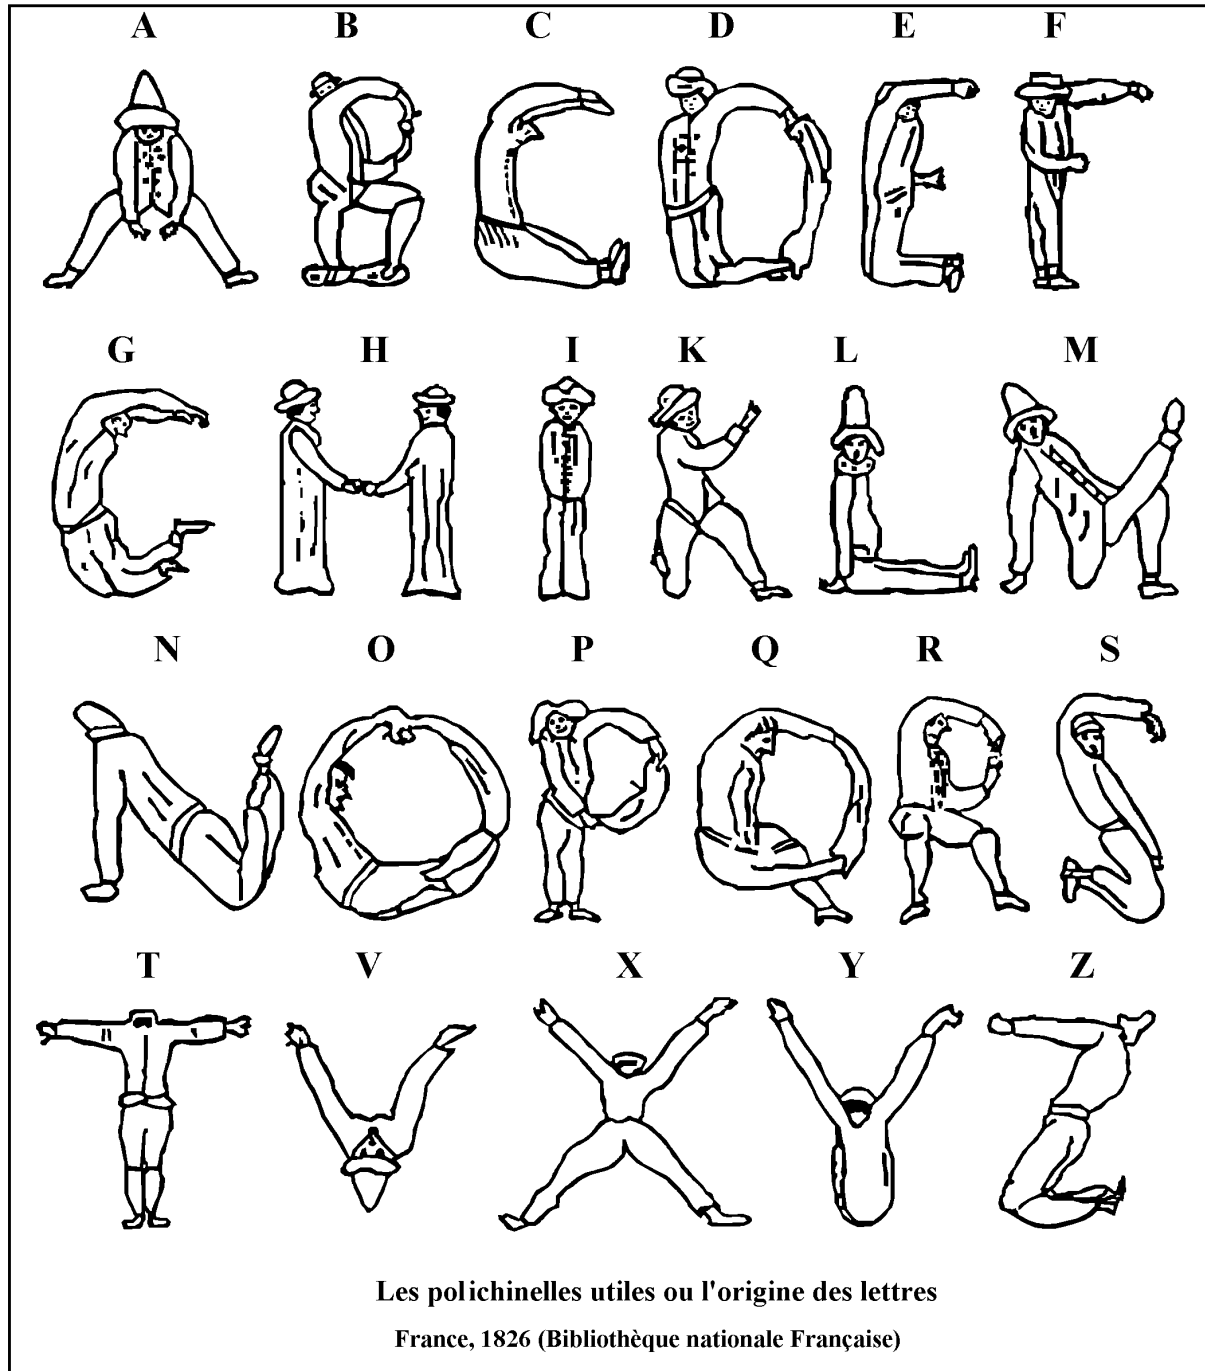 A B C D E F
G H I K L M
N O P Q R S
T V X Y Z
Les polichinelles utiles ou l'origine des lettres
France, 1826 (Bibliothèque nationale Française)